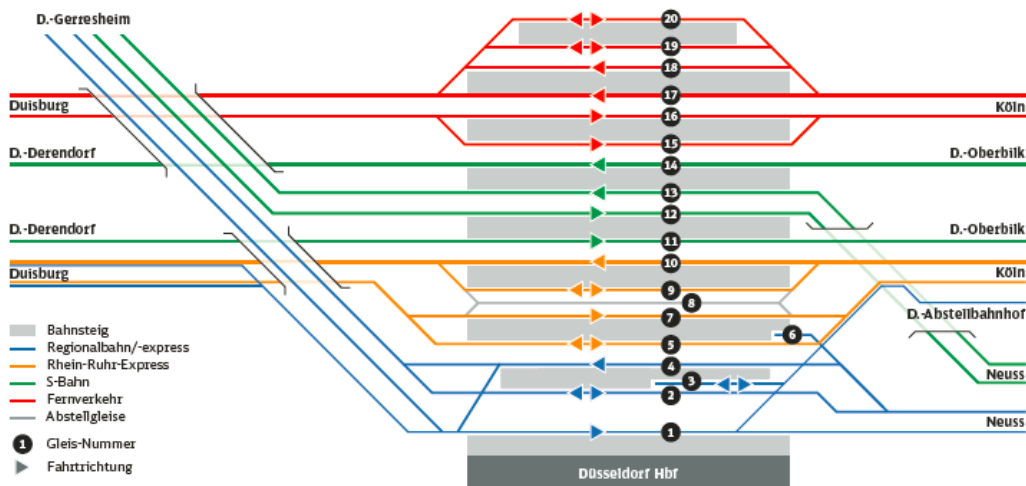 D.-Gerresheim
20
19
18
17
Duisburg
Köln
16
15
D.-Derendorf
14
D.-Oberbilk
13
12
D.-Derendorf
11
D.-Oberbilk
10
Duisburg
Köln
9
8
D.-Abstellbahnhof
7
6
5
4
Neuss
3
2
Neuss
1
Bahnsteig
Regionalbahn/-express
Rhein-Ruhr-Express
S-Bahn
Fernverkehr
Abstellgleise
1 Gleis-Nummer
Fahrtrichtung
Düsseldorf Hbf